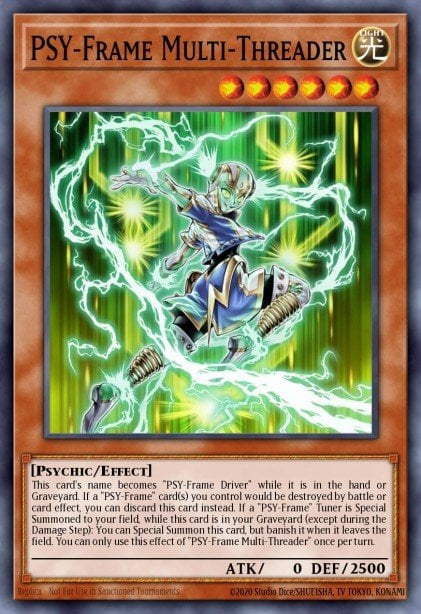 PSY-Frame Multi-Threader
LIGHT
光
[Psychic/Effect]
This card's name becomes "PSY-Frame Driver" while it is in the hand or
Graveyard. If a "PSY-Frame" card(s) you control would be destroyed by battle or
card effect, you can discard this card instead. If a "PSY-Frame" Tuner is Special
Summoned to your field, while this card is in your Graveyard (except during the
Damage Step): You can Special Summon this card, but banish it when it leaves the
field. You can only use this effect of "PSY-Frame Multi-Threader" once per turn.
ATK/ 0 DEF/2500
Replica - Not For Use in Sanctioned Tournaments
©2020 Studio Dice/SHUEISHA, TV TOKYO, KONAMI